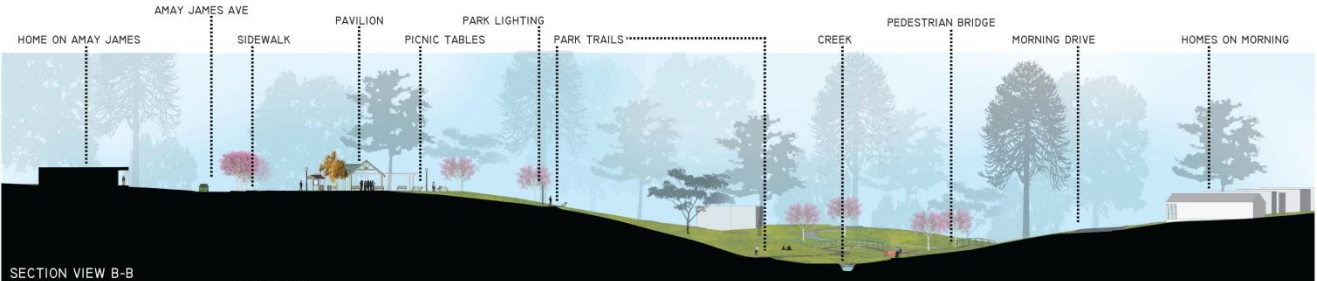 AMAY JAMES AVE
PAVILION
PARK LIGHTING
PEDESTRIAN BRIDGE
HOME ON AMAY JAMES
SIDEWALK
PICNIC TABLES
PARK TRAILS
CREEK
MORNING DRIVE
HOMES ON MORNING
SECTION VIEW B-B